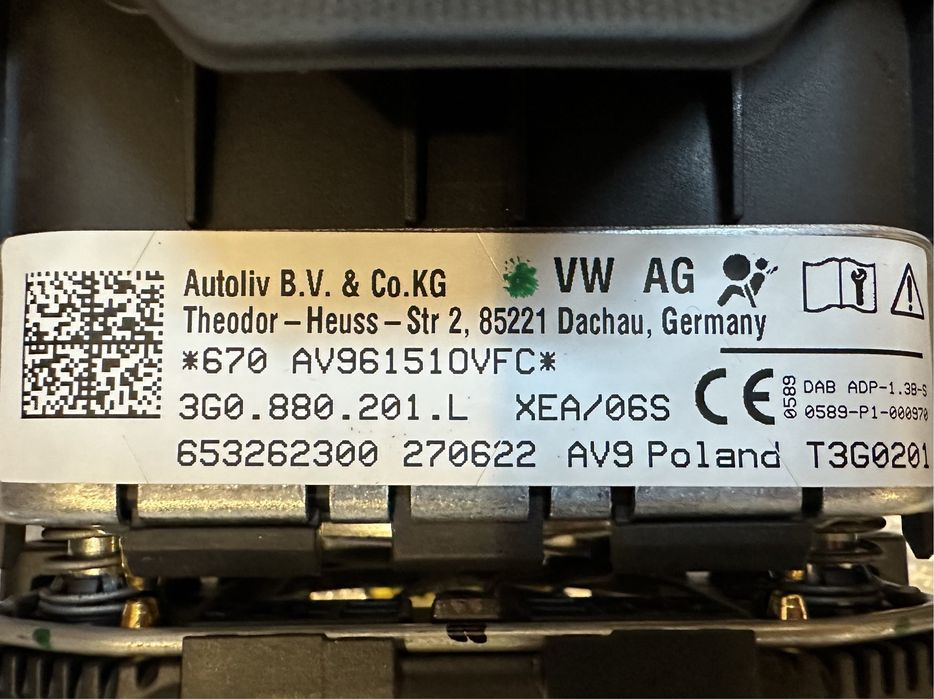 Autoliv B.V. & Co.KG
VW AG
Theodor – Heuss – Str 2, 85221 Dachau, Germany
*670 AV961510VFC*
3G0.880.201.L XEA/06S
CE 0589
DAB ADP-1.3B-S
0589-P1-000970
653262300 270622 AV9 Poland T3G0201